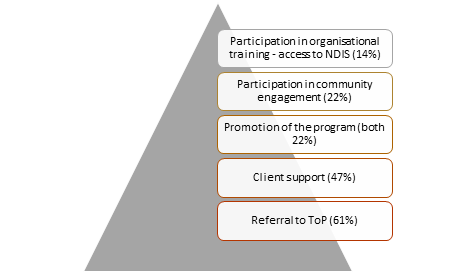 Participation in organisational
training - access to NDIS (14%)
Participation in community
engagement (22%)
Promotion of the program (both
22%)
Client support (47%)
Referral to ToP (61%)